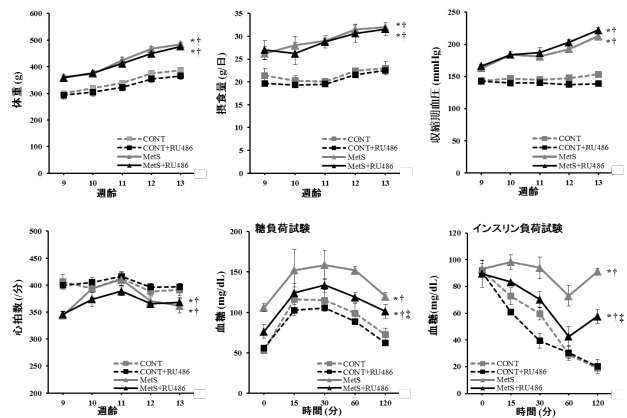 600
500
400
300
200
100
0
体重 (g)
*†
*†
CONT
CONT+RU486
MetS
MetS+RU486
9 10 11 12 13
週齢
35
30
25
20
15
10
5
0
摂食量 (g/日)
*†
*†
CONT
CONT+RU486
MetS
MetS+RU486
9 10 11 12 13
週齢
250
200
150
100
50
0
収縮期血圧 (mmHg)
*†
*†
CONT
CONT+RU486
MetS
MetS+RU486
9 10 11 12 13
週齢
500
450
400
350
300
250
200
心拍数 (/分)
*†
*†
CONT
CONT+RU486
MetS
MetS+RU486
9 10 11 12 13
週齢
糖負荷試験
200
150
100
50
0
血糖 (mg/dL)
*†
*†‡
CONT
CONT+RU486
MetS
MetS+RU486
0 15 30 60 120
時間 (分)
インスリン負荷試験
120
100
80
60
40
20
0
血糖(mg/dL)
*†
*†‡
CONT
CONT+RU486
MetS
MetS+RU486
0 15 30 60 120
時間 (分)